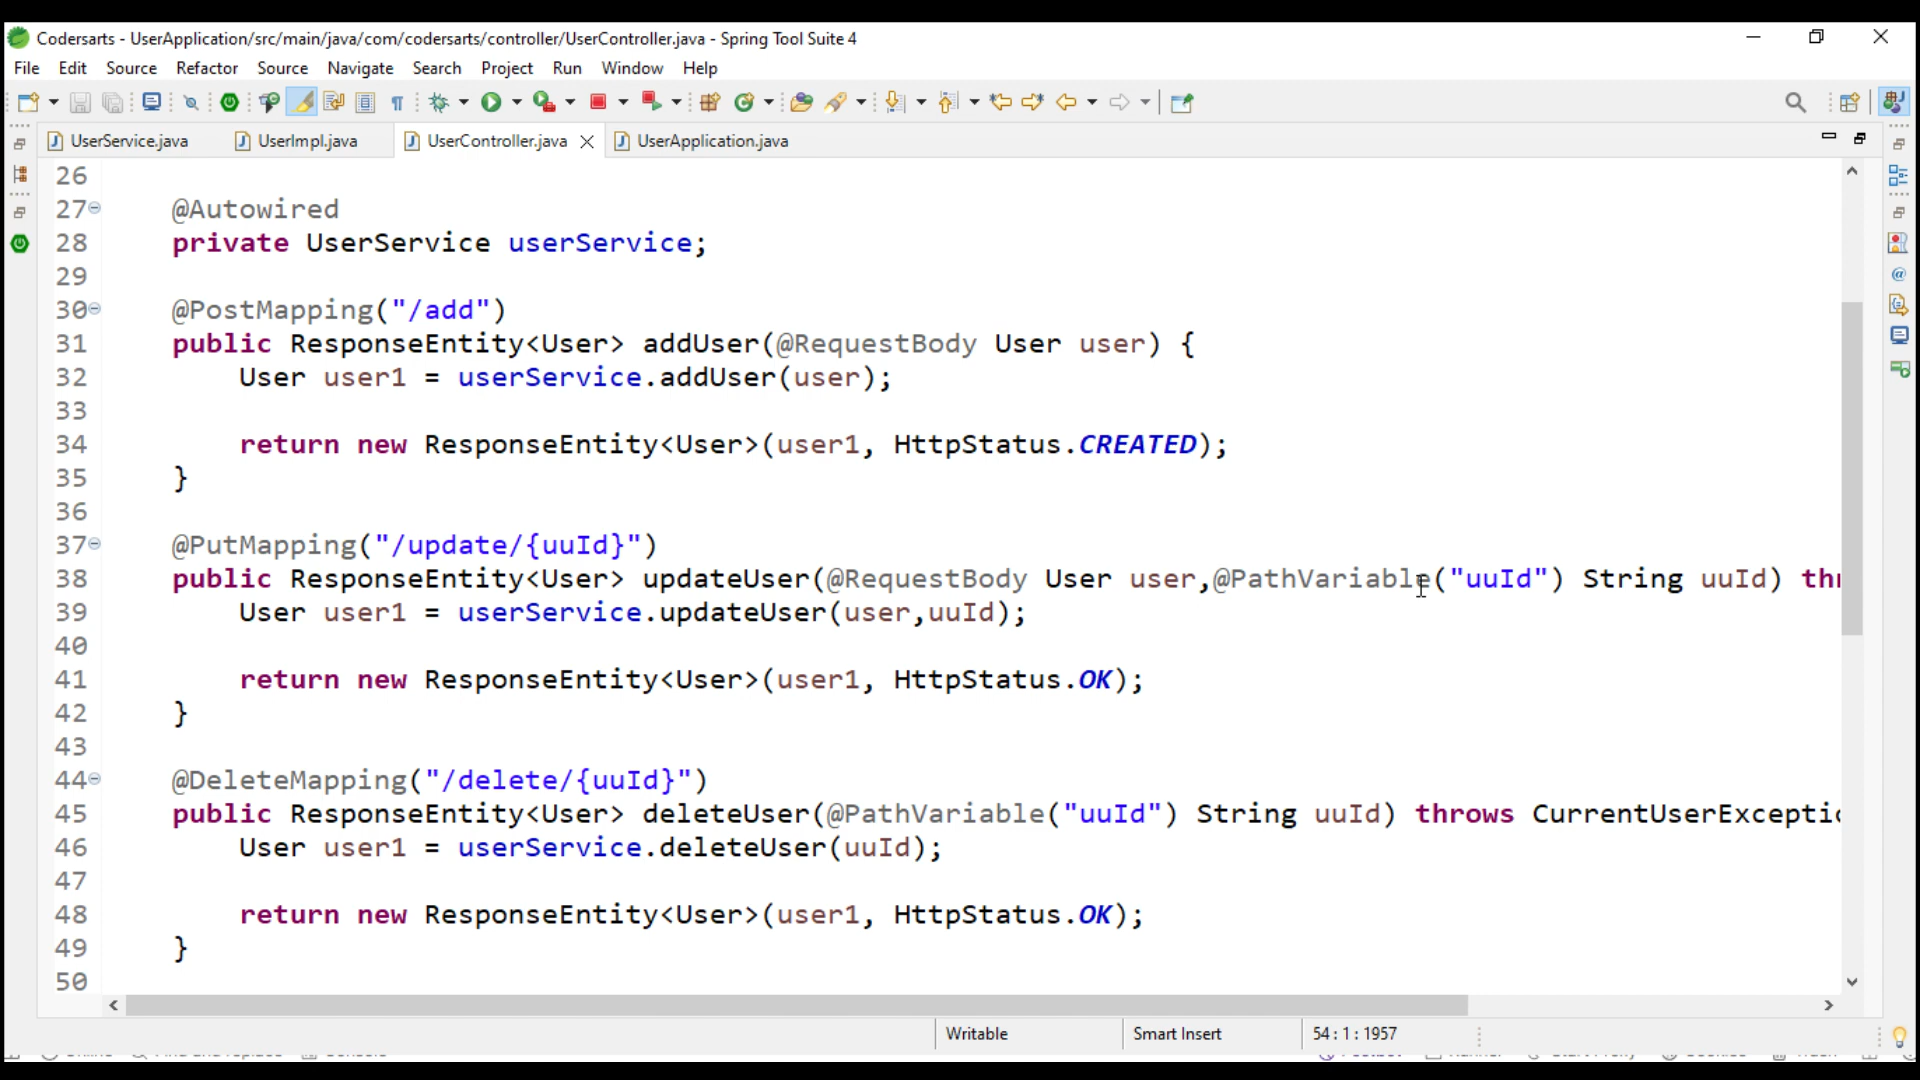 Codersarts - UserApplication/src/main/java/com/codersarts/controller/UserController.java - Spring Tool Suite 4
File Edit Source Refactor Source Navigate Search Project Run Window Help
UserService.java UserImpl.java UserController.java UserApplication.java
26
27 @Autowired
28 private UserService userService;
29
30 @PostMapping("/add")
31 public ResponseEntity<User> addUser(@RequestBody User user) {
32 User user1 = userService.addUser(user);
33
34 return new ResponseEntity<User>(user1, HttpStatus.CREATED);
35 }
36
37 @PutMapping("/update/{uuId}")
38 public ResponseEntity<User> updateUser(@RequestBody User user,@PathVariable("uuId") String uuId) thr
39 User user1 = userService.updateUser(user,uuId);
40
41 return new ResponseEntity<User>(user1, HttpStatus.OK);
42 }
43
44 @DeleteMapping("/delete/{uuId}")
45 public ResponseEntity<User> deleteUser(@PathVariable("uuId") String uuId) throws CurrentUserExceptio
46 User user1 = userService.deleteUser(uuId);
47
48 return new ResponseEntity<User>(user1, HttpStatus.OK);
49 }
50
Writable Smart Insert 54 : 1 : 1957